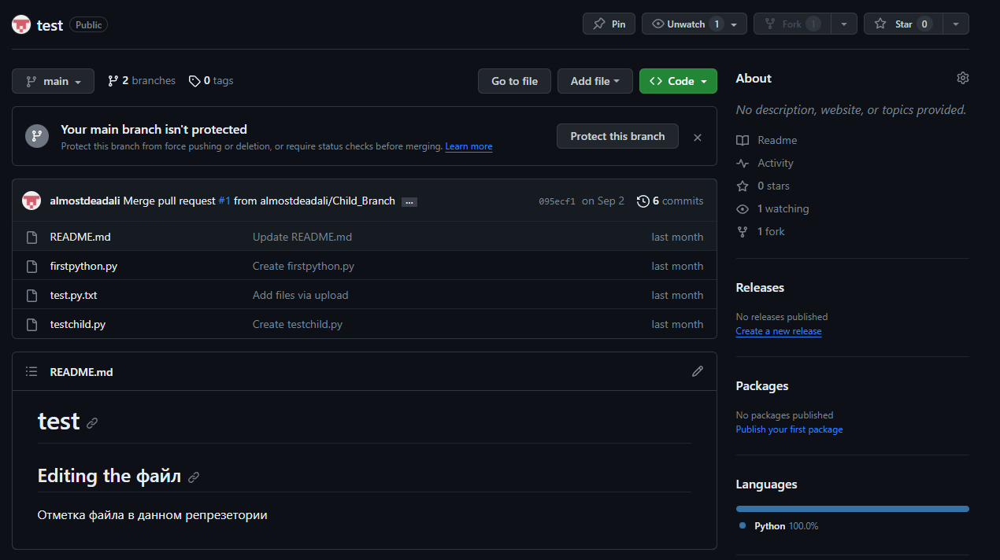 test Public Pin Unwatch 1 Fork 1 Star 0
main 2 branches 0 tags Go to file Add file Code
Your main branch isn't protected
Protect this branch from force pushing or deletion, or require status checks before merging. Learn more
Protect this branch
almostdeadali Merge pull request #1 from almostdeadali/Child_Branch ... 095ecf1 on Sep 2 6 commits
README.md Update README.md last month
firstpython.py Create firstpython.py last month
test.py.txt Add files via upload last month
testchild.py Create testchild.py last month
README.md
test
Editing the файл
Отметка файла в данном репрезетории
About
No description, website, or topics provided.
Readme
Activity
0 stars
1 watching
1 fork
Releases
No releases published
Create a new release
Packages
No packages published
Publish your first package
Languages
Python 100.0%